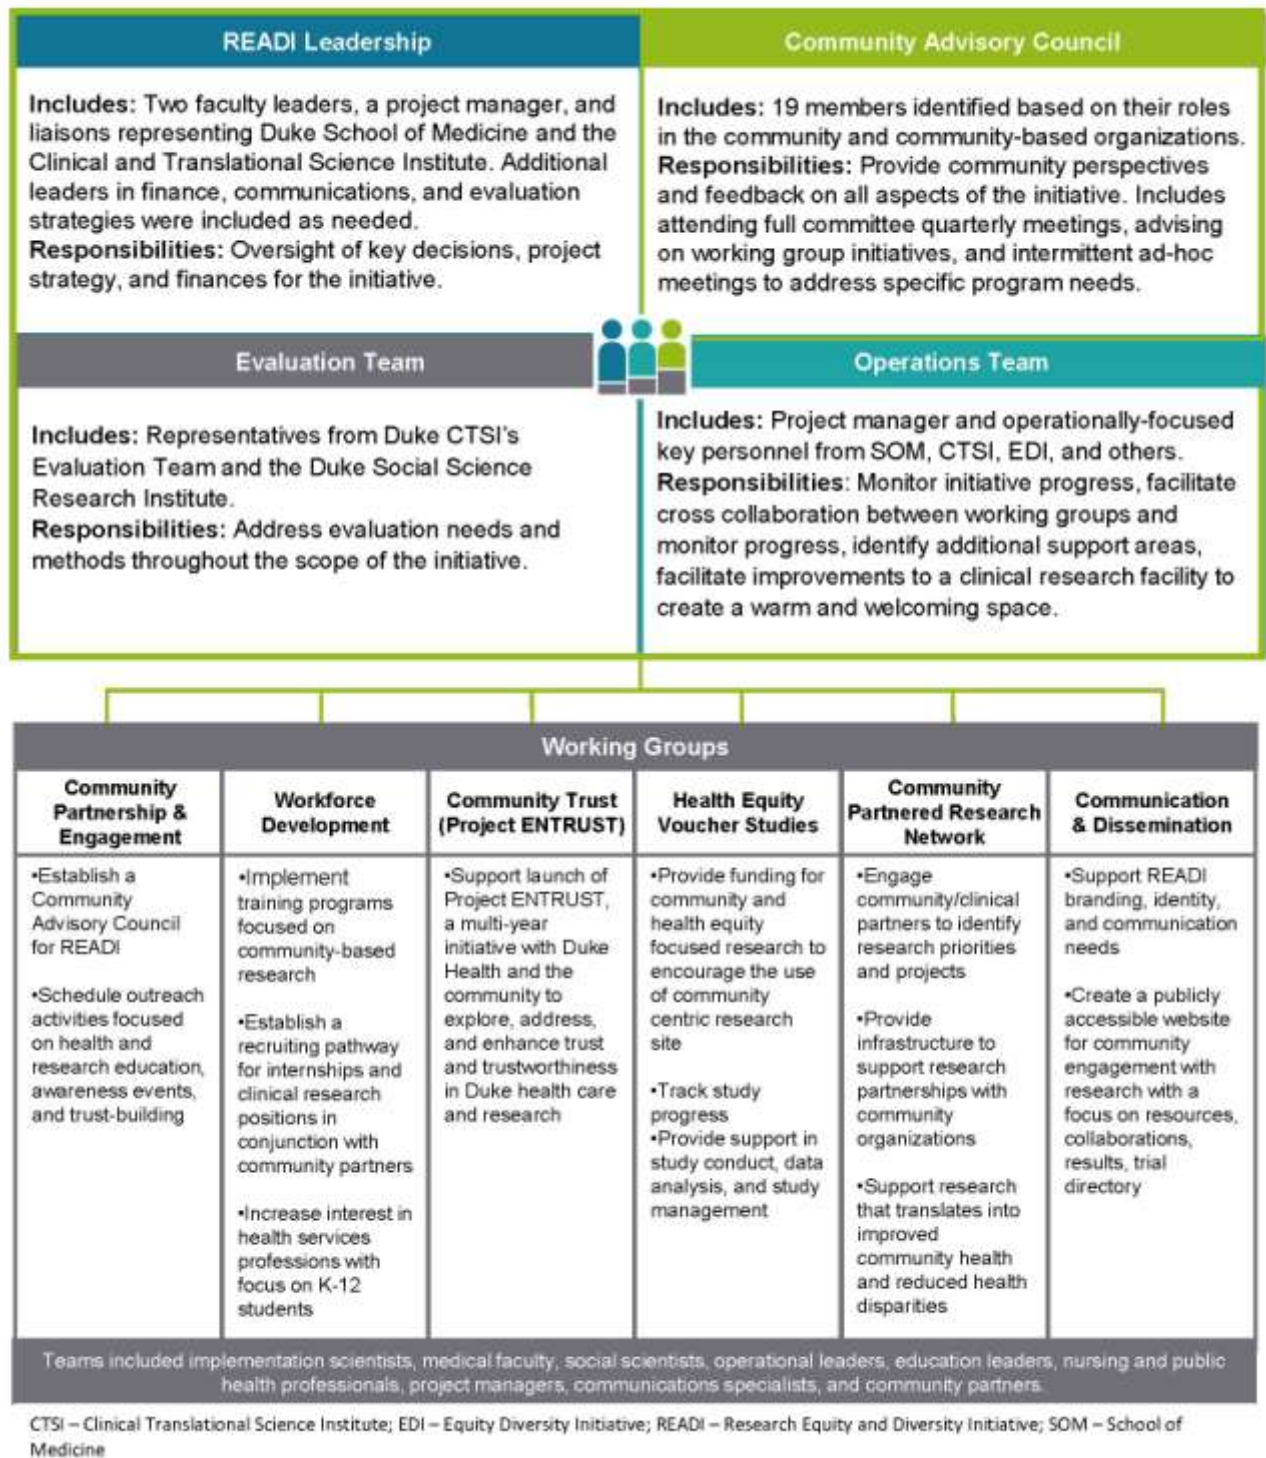 READI Leadership
Includes: Two faculty leaders, a project manager, and
liaisons representing Duke School of Medicine and the
Clinical and Translational Science Institute. Additional
leaders in finance, communications, and evaluation
strategies were included as needed.
Responsibilities: Oversight of key decisions, project
strategy, and finances for the initiative.
Community Advisory Council
Includes: 19 members identified based on their roles
in the community and community-based organizations.
Responsibilities: Provide community perspectives
and feedback on all aspects of the initiative. Includes
attending full committee quarterly meetings, advising
on working group initiatives, and intermittent ad-hoc
meetings to address specific program needs.
Evaluation Team
Includes: Representatives from Duke CTSI's
Evaluation Team and the Duke Social Science
Research Institute.
Responsibilities: Address evaluation needs and
methods throughout the scope of the initiative.
Operations Team
Includes: Project manager and operationally-focused
key personnel from SOM, CTSI, EDI, and others.
Responsibilities: Monitor initiative progress, facilitate
cross collaboration between working groups and
monitor progress, identify additional support areas,
facilitate improvements to a clinical research facility to
create a warm and welcoming space.
Working Groups
Community
Partnership &
Engagement
•Establish a
Community
Advisory Council
for READI
•Schedule outreach
activities focused
on health and
research education,
awareness events,
and trust-building
Workforce
Development
•Implement
training programs
focused on
community-based
research
•Establish a
recruiting pathway
for internships and
clinical research
positions in
conjunction with
community partners
•Increase interest in
health services
professions with
focus on K-12
students
Community Trust
(Project ENTRUST)
•Support launch of
Project ENTRUST,
a multi-year
initiative with Duke
Health and the
community to
explore, address,
and enhance trust
and trustworthiness
in Duke health care
and research
Health Equity
Voucher Studies
•Provide funding for
community and
health equity
focused research to
encourage the use
of community
centric research
site
•Track study
progress
•Provide support in
study conduct, data
analysis, and study
management
Community
Partnered Research
Network
•Engage
community/clinical
partners to identify
research priorities
and projects
•Provide
infrastructure to
support research
partnerships with
community
organizations
•Support research
that translates into
improved
community health
and reduced health
disparities
Communication
& Dissemination
•Support READI
branding, identity,
and communication
needs
•Create a publicly
accessible website
for community
engagement with
research with a
focus on resources,
collaborations,
results, trial
directory
Teams included implementation scientists, medical faculty, social scientists, operational leaders, education leaders, nursing and public
health professionals, project managers, communications specialists, and community partners.
CTSI – Clinical Translational Science Institute; EDI – Equity Diversity Initiative; READI – Research Equity and Diversity Initiative; SOM – School of
Medicine